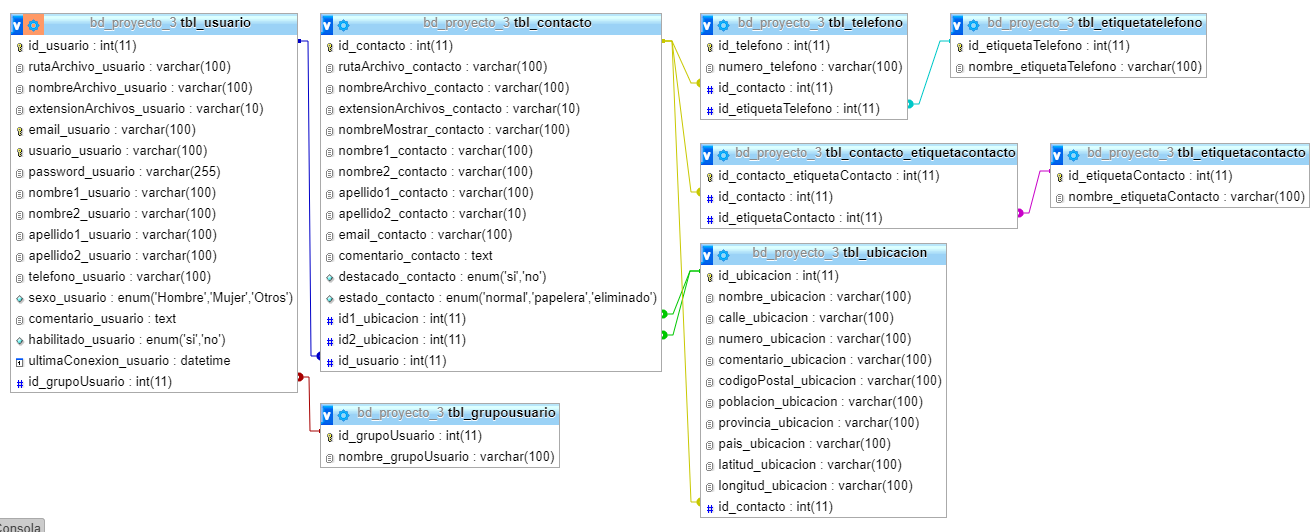 bd_proyecto_3 tbl_usuario
id_usuario : int(11)
rutaArchivo_usuario : varchar(100)
nombreArchivo_usuario : varchar(100)
extensionArchivos_usuario : varchar(10)
email_usuario : varchar(100)
usuario_usuario : varchar(100)
password_usuario : varchar(255)
nombre1_usuario : varchar(100)
nombre2_usuario : varchar(100)
apellido1_usuario : varchar(100)
apellido2_usuario : varchar(100)
telefono_usuario : varchar(100)
sexo_usuario : enum('Hombre','Mujer','Otros')
comentario_usuario : text
habilitado_usuario : enum('si','no')
ultimaConexion_usuario : datetime
id_grupoUsuario : int(11)
bd_proyecto_3 tbl_contacto
id_contacto : int(11)
rutaArchivo_contacto : varchar(100)
nombreArchivo_contacto : varchar(100)
extensionArchivos_contacto : varchar(10)
nombreMostrar_contacto : varchar(100)
nombre1_contacto : varchar(100)
nombre2_contacto : varchar(100)
apellido1_contacto : varchar(100)
apellido2_contacto : varchar(10)
email_contacto : varchar(100)
comentario_contacto : text
destacado_contacto : enum('si','no')
estado_contacto : enum('normal','papelera','eliminado')
id1_ubicacion : int(11)
id2_ubicacion : int(11)
id_usuario : int(11)
bd_proyecto_3 tbl_grupousuario
id_grupoUsuario : int(11)
nombre_grupoUsuario : varchar(100)
bd_proyecto_3 tbl_telefono
id_telefono : int(11)
numero_telefono : varchar(100)
id_contacto : int(11)
id_etiquetaTelefono : int(11)
bd_proyecto_3 tbl_etiquetatelefono
id_etiquetaTelefono : int(11)
nombre_etiquetaTelefono : varchar(100)
bd_proyecto_3 tbl_contacto_etiquetacontacto
id_contacto_etiquetaContacto : int(11)
id_contacto : int(11)
id_etiquetaContacto : int(11)
bd_proyecto_3 tbl_etiquetacontacto
id_etiquetaContacto : int(11)
nombre_etiquetaContacto : varchar(100)
bd_proyecto_3 tbl_ubicacion
id_ubicacion : int(11)
nombre_ubicacion : varchar(100)
calle_ubicacion : varchar(100)
numero_ubicacion : varchar(100)
comentario_ubicacion : varchar(100)
codigoPostal_ubicacion : varchar(100)
poblacion_ubicacion : varchar(100)
provincia_ubicacion : varchar(100)
pais_ubicacion : varchar(100)
latitud_ubicacion : varchar(100)
longitud_ubicacion : varchar(100)
id_contacto : int(11)
Consola